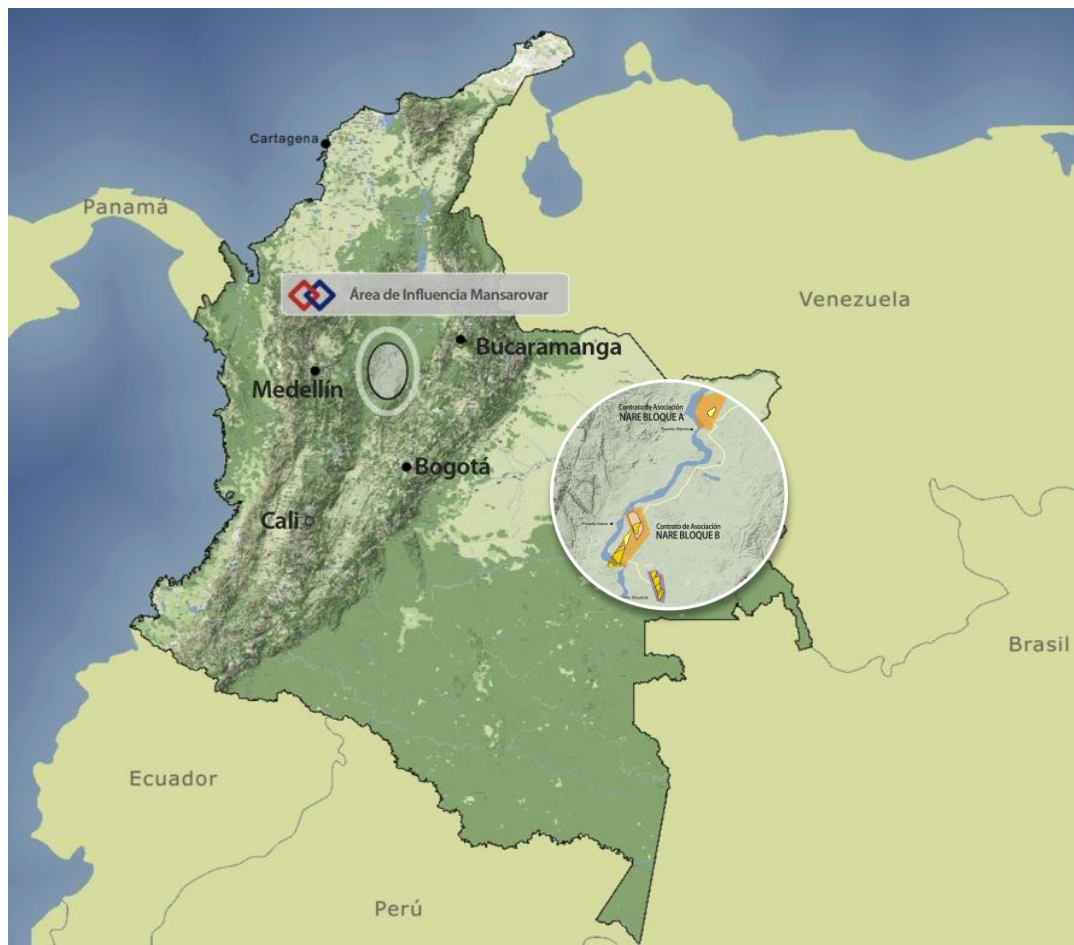 Cartagena
Panamá
Área de Influencia Mansarovar
Venezuela
Bucaramanga
Medellín
Contrato de Asociación
NARE BLOQUE A
Bogotá
Cali
Contrato de Asociación
NARE BLOQUE B
Brasil
Ecuador
Perú